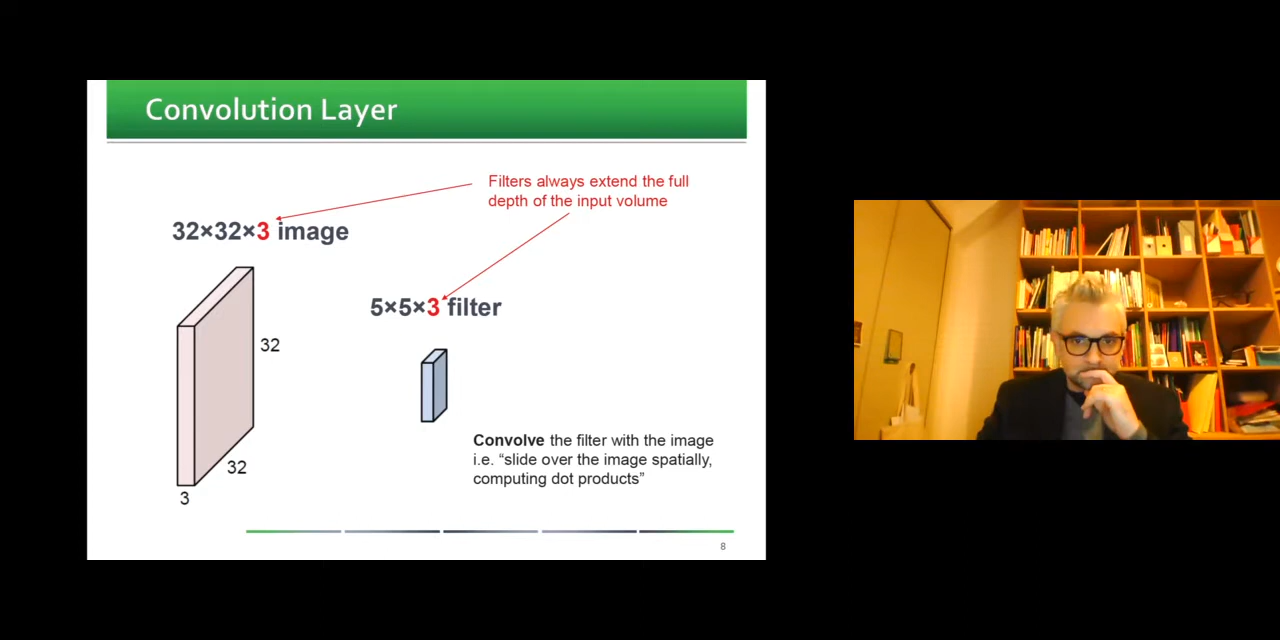 Convolution Layer
Filters always extend the full
depth of the input volume
32×32×3 image
5×5×3 filter
32
32
3
Convolve the filter with the image
i.e. “slide over the image spatially,
computing dot products”
8